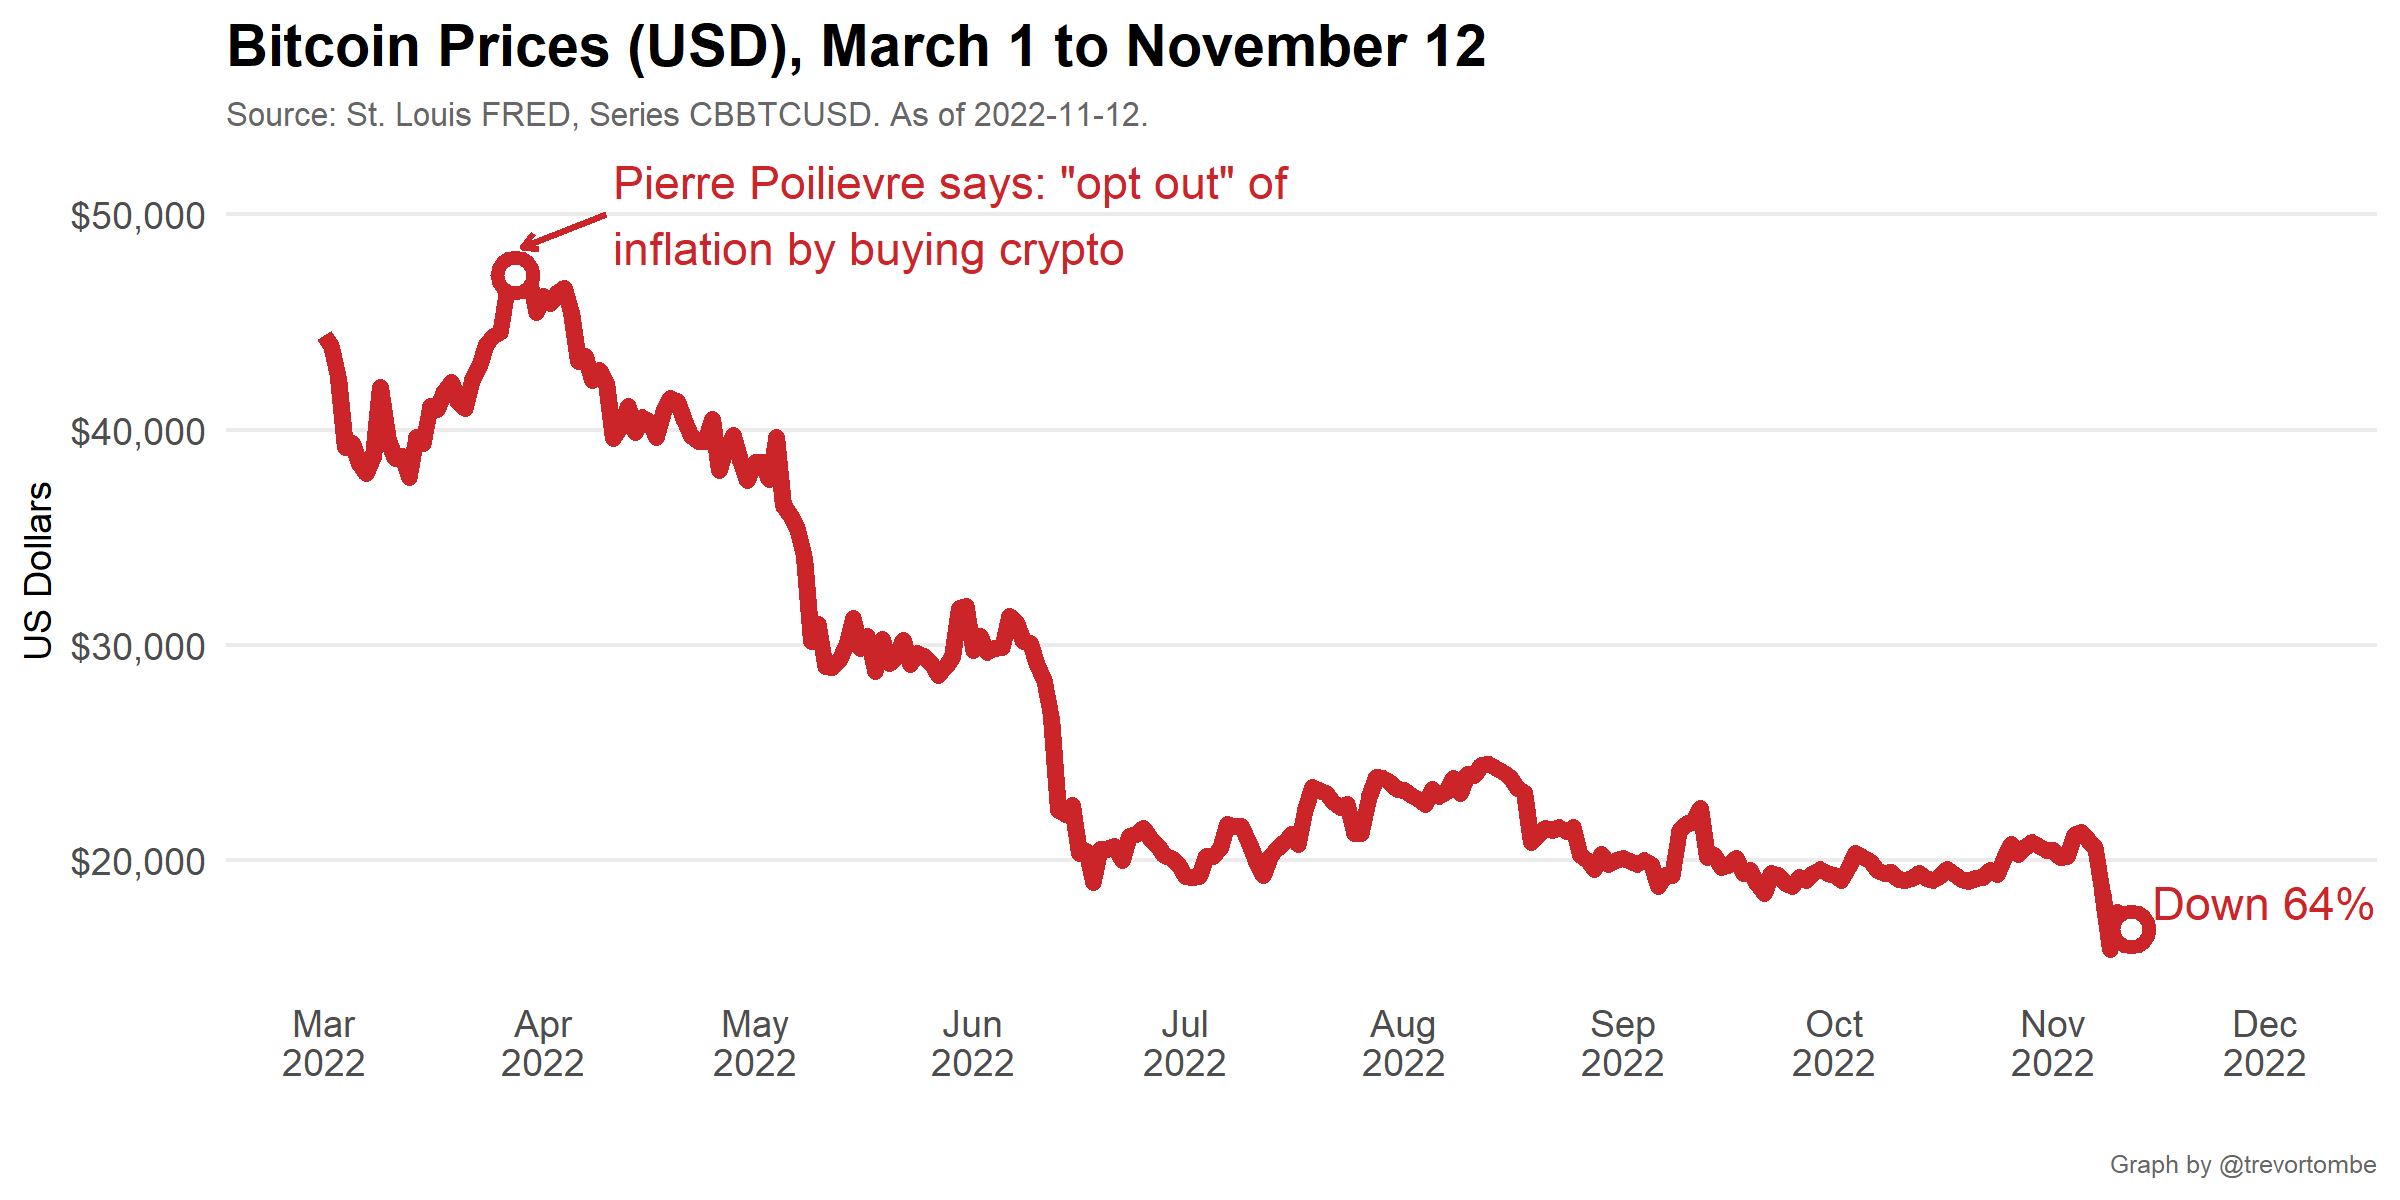 Bitcoin Prices (USD), March 1 to November 12
Source: St. Louis FRED, Series CBBTCUSD. As of 2022-11-12.
Pierre Poilievre says: "opt out" of
inflation by buying crypto
$50,000
$40,000
$30,000
$20,000
US Dollars
Down 64%
Mar Apr May Jun Jul Aug Sep Oct Nov Dec
2022 2022 2022 2022 2022 2022 2022 2022 2022 2022
Graph by @trevortombe